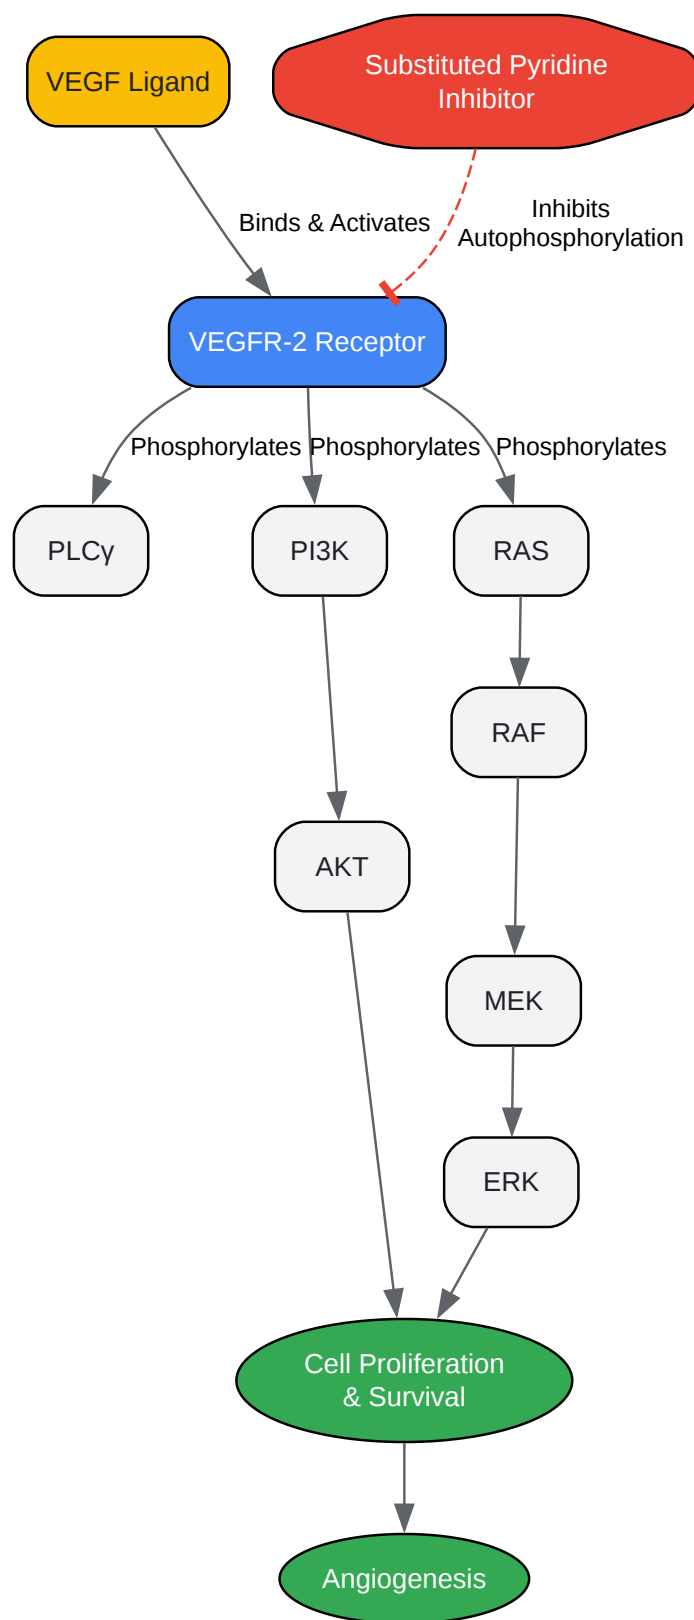 VEGF Ligand
Substituted Pyridine
Inhibitor
Binds & Activates
Inhibits
Autophosphorylation
VEGFR-2 Receptor
Phosphorylates
Phosphorylates
Phosphorylates
PLCγ
PI3K
RAS
RAF
AKT
MEK
ERK
Cell Proliferation
& Survival
Angiogenesis